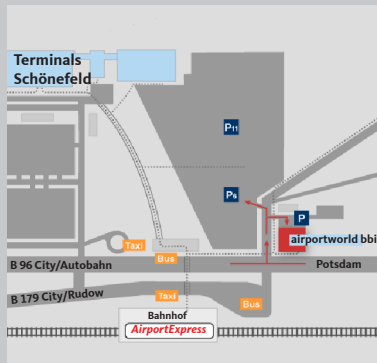 Terminals
Schönefeld
P11
P6
P
airportworld bbi
Taxi
Bus
B 96 City/Autobahn
Potsdam
B 179 City/Rudow
Taxi
Bus
Bahnhof
AirportExpress